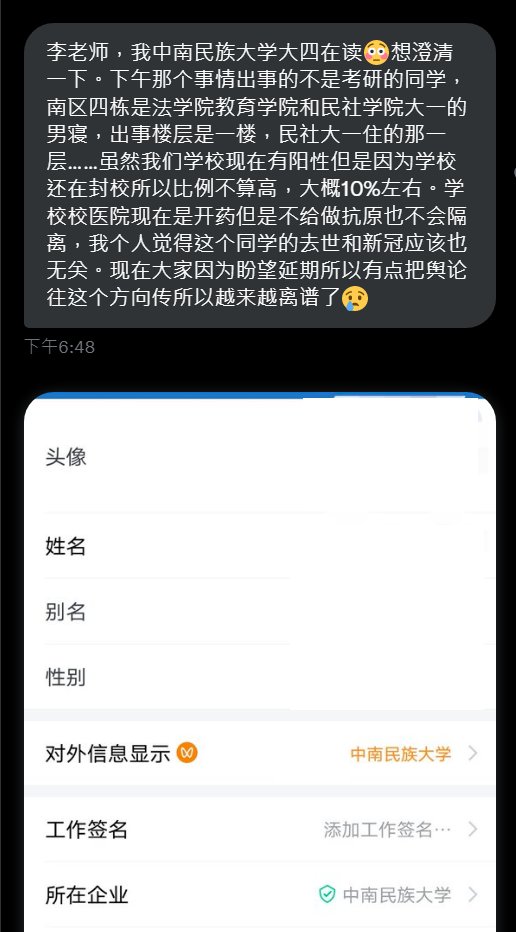 李老师，我中南民族大学大四在读😳想澄清
一下。下午那个事情出事的不是考研的同学，
南区四栋是法学院教育学院和民社学院大一的
男寝，出事楼层是一楼，民社大一住的那一
层……虽然我们学校现在有阳性但是因为学校
还在封校所以比例不算高，大概10%左右。学
校校医院现在是开药但是不给做抗原也不会隔
离，我个人觉得这个同学的去世和新冠应该也
无关。现在大家因为盼望延期所以有点把舆论
往这个方向传所以越来越离谱了😢
下午6:48
头像
姓名
别名
性别
对外信息显示 中南民族大学
工作签名 添加工作签名…
所在企业 中南民族大学